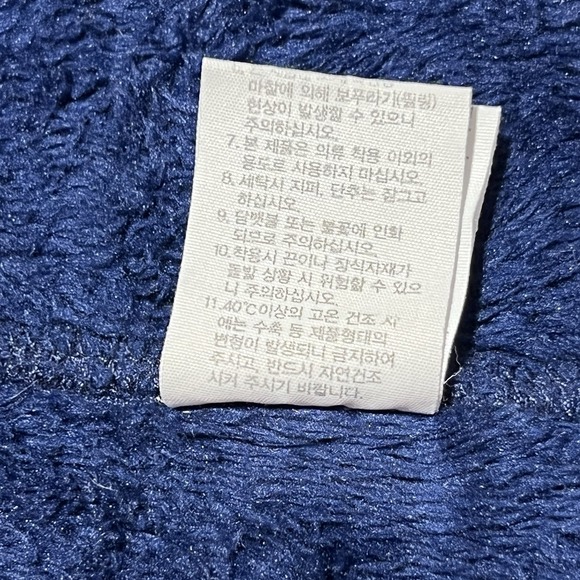 마찰에 의해 보푸라기(필링)
현상이 발생될 수 있으니
주의하십시오.
7. 본 제품은 의류 착용 이외의
용도로 사용하지 마십시오.
8. 세탁시 지퍼, 단추는 잠그고
하십시오.
9. 담뱃불 또는 불꽃에 인화
되므로 주의하십시오.
10. 착용시 끈이나 장식자재가
돌발 상황 시 위험할 수 있으
니 주의하십시오.
11. 40℃이상의 고온 건조 시
에는 수축 등 제품형태의
변형이 발생되니 금지하여
주시고, 반드시 자연건조
시켜 주시기 바랍니다.